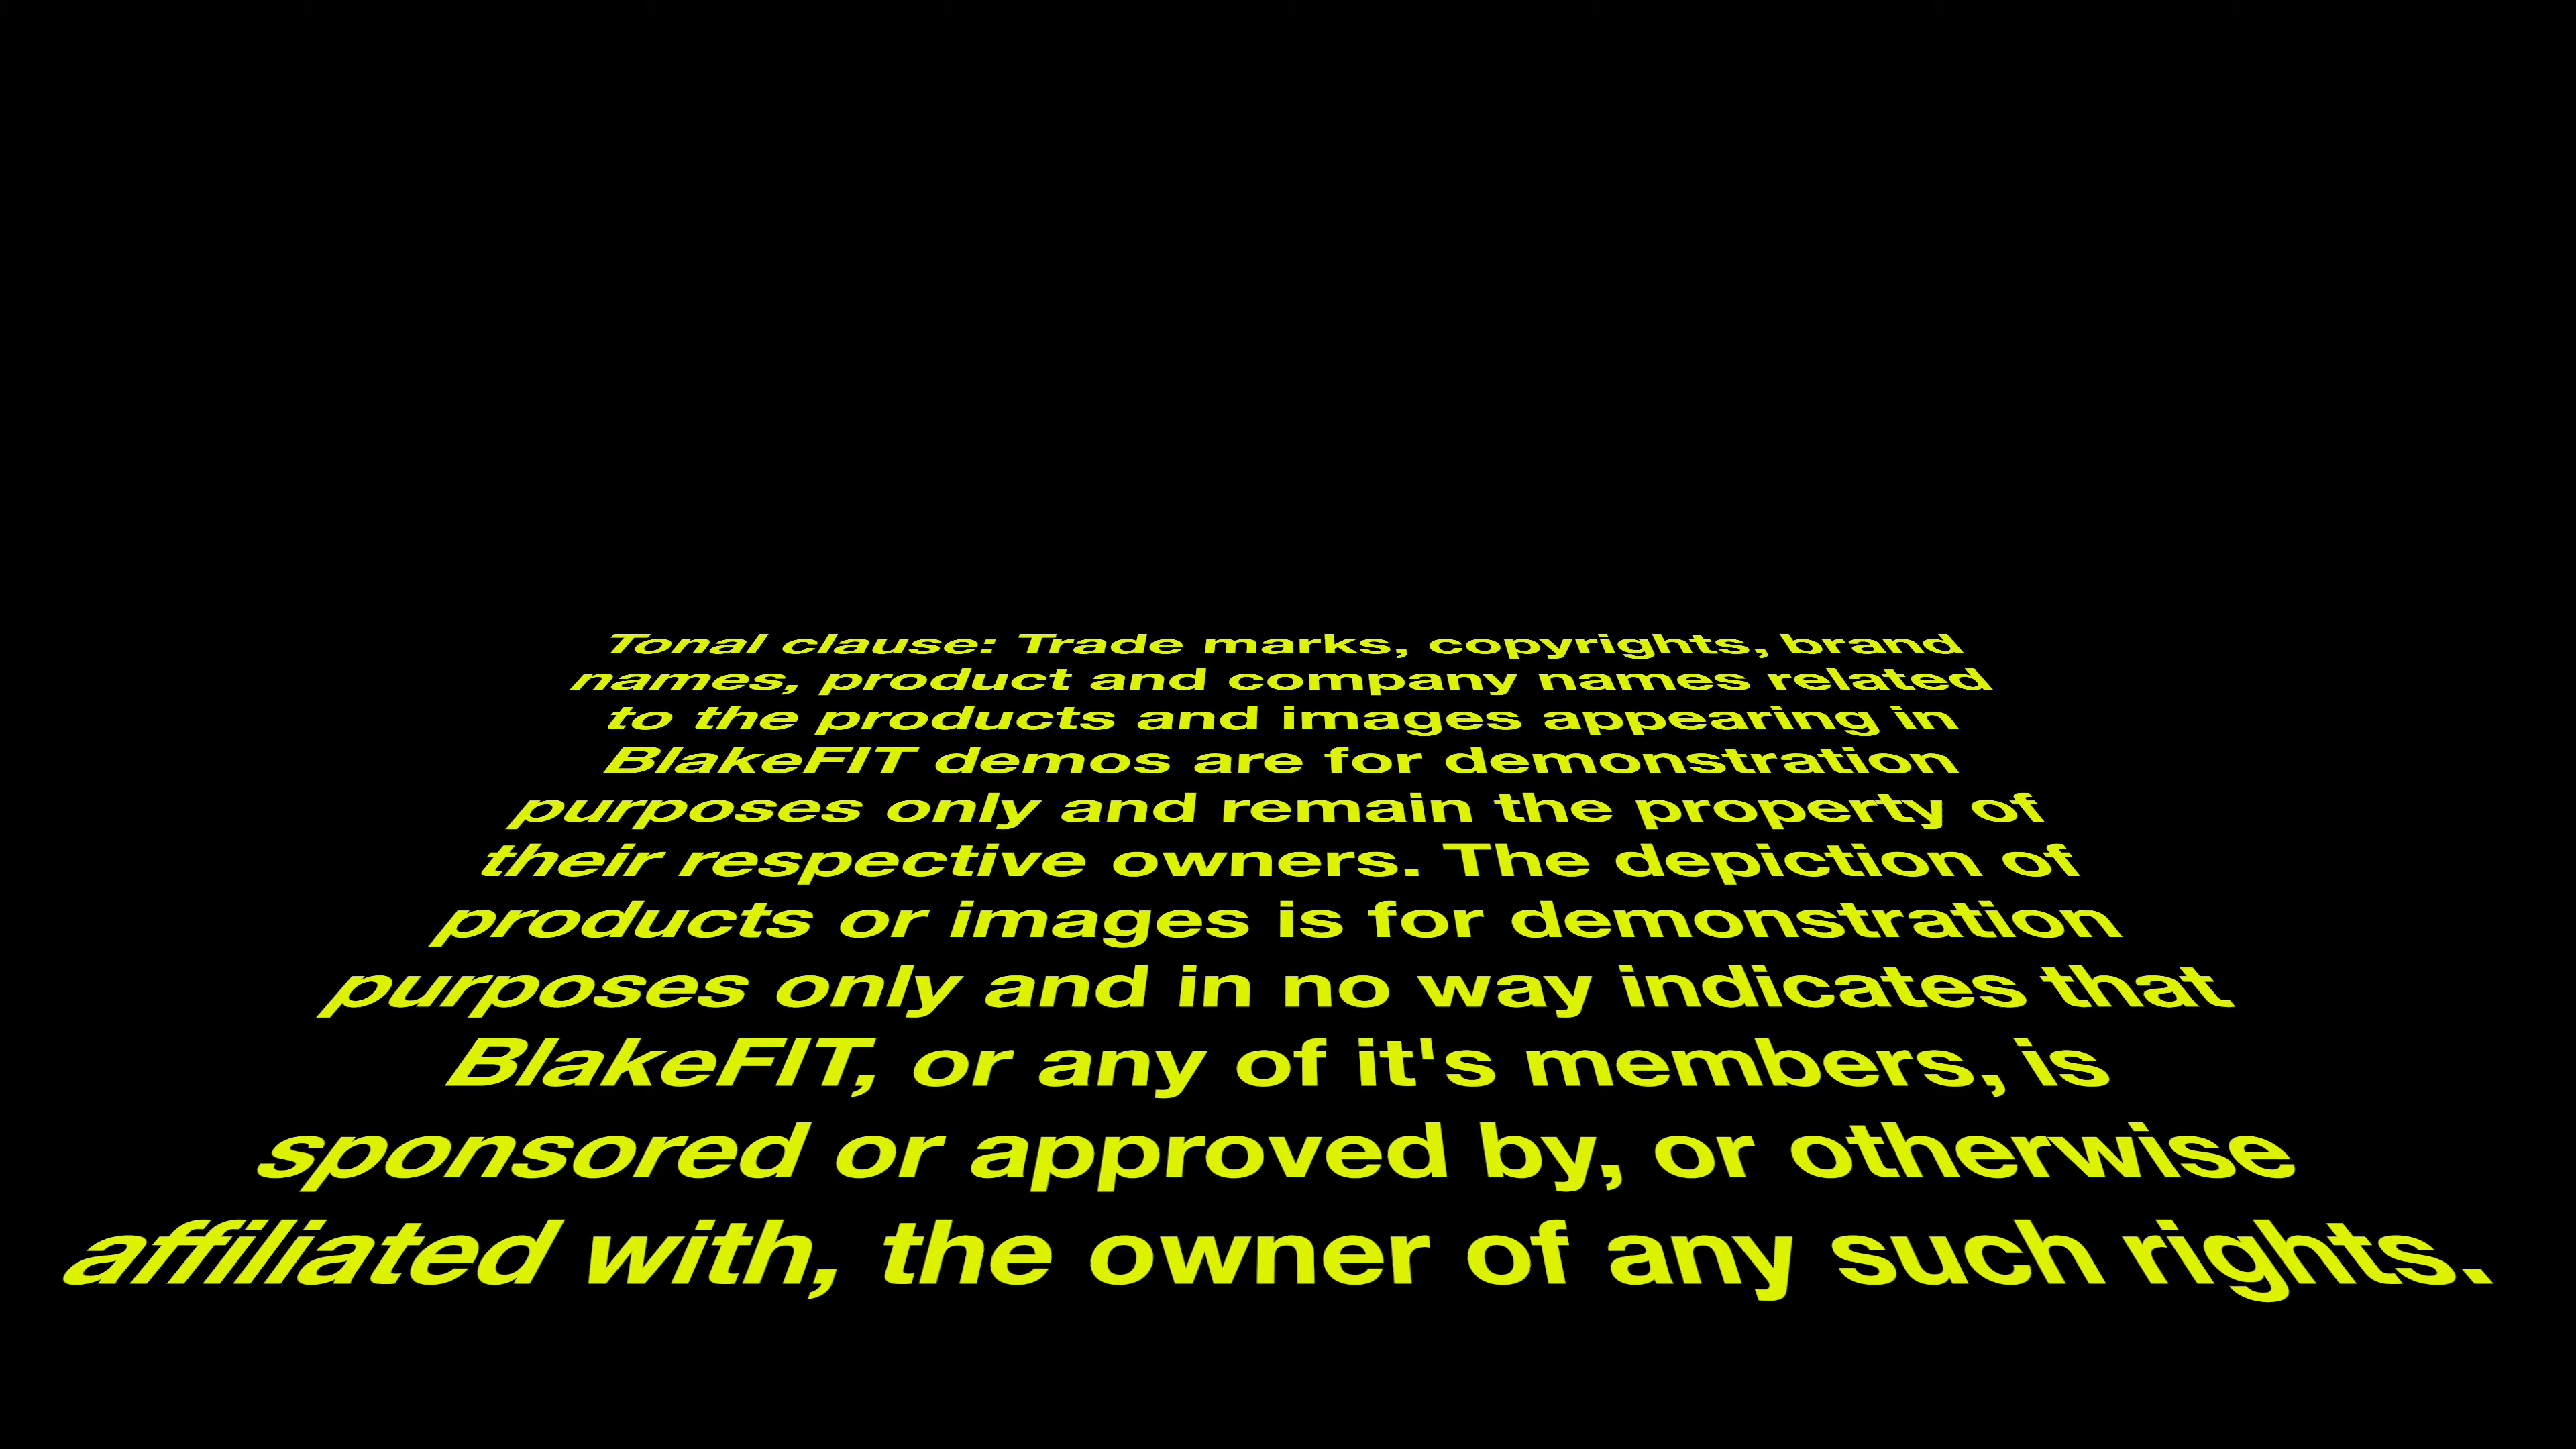 Tonal clause: Trade marks, copyrights, brand
names, product and company names related
to the products and images appearing in
BlakeFIT demos are for demonstration
purposes only and remain the property of
their respective owners. The depiction of
products or images is for demonstration
purposes only and in no way indicates that
BlakeFIT, or any of it's members, is
sponsored or approved by, or otherwise
affiliated with, the owner of any such rights.